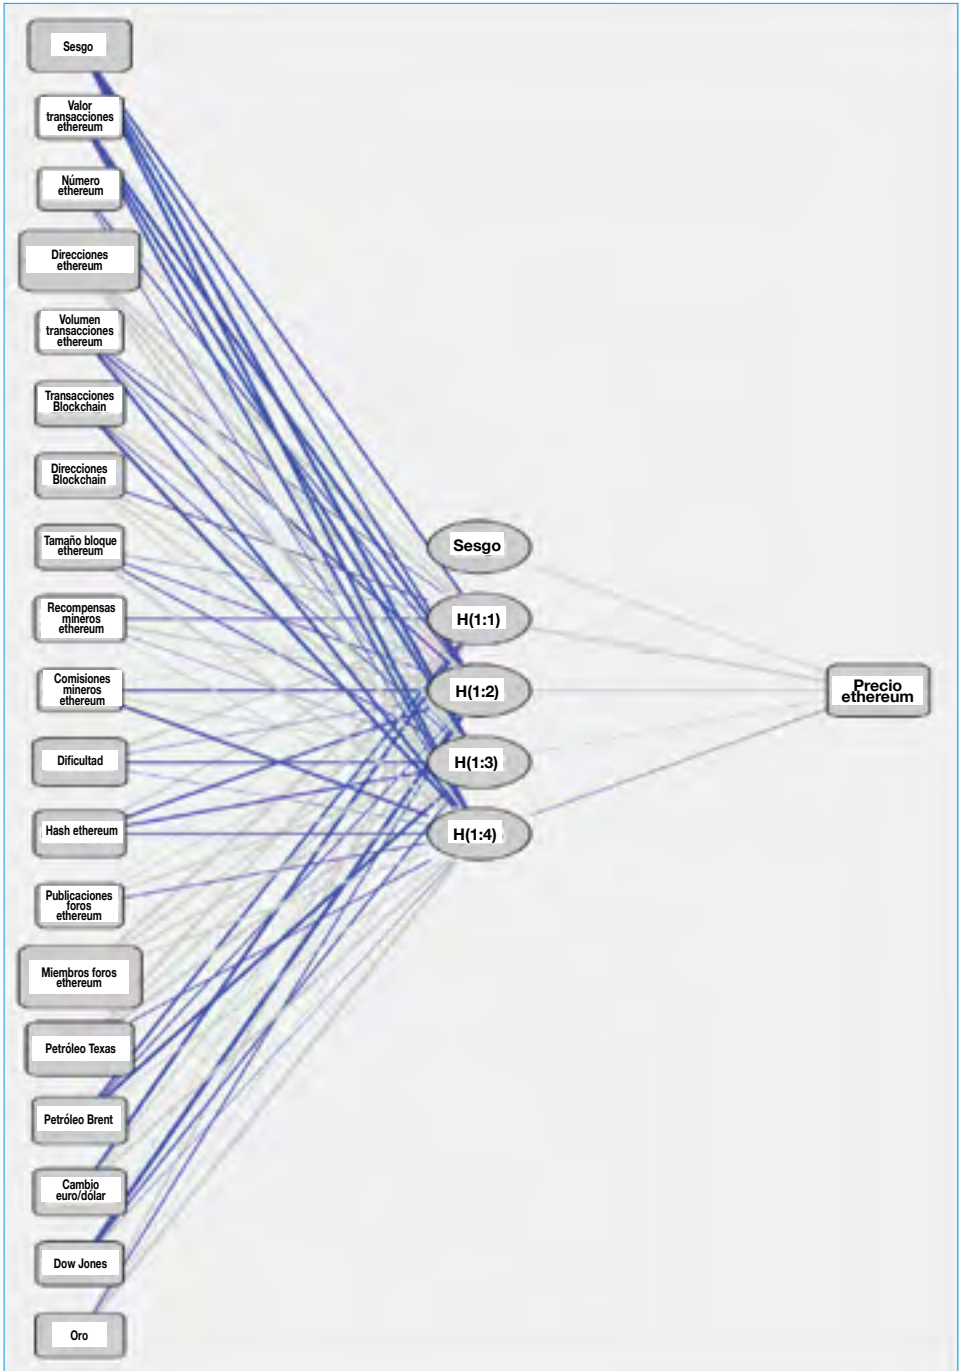 Sesgo
Valor
transacciones
ethereum
Número
ethereum
Direcciones
ethereum
Volumen
transacciones
ethereum
Transacciones
Blockchain
Direcciones
Blockchain
Tamaño bloque
ethereum
Recompensas
mineros
ethereum
Comisiones
mineros
ethereum
Dificultad
Hash ethereum
Publicaciones
foros
ethereum
Miembros foros
ethereum
Petróleo Texas
Petróleo Brent
Cambio
euro/dólar
Dow Jones
Oro
Sesgo
H(1:1)
H(1:2)
H(1:3)
H(1:4)
Precio
ethereum